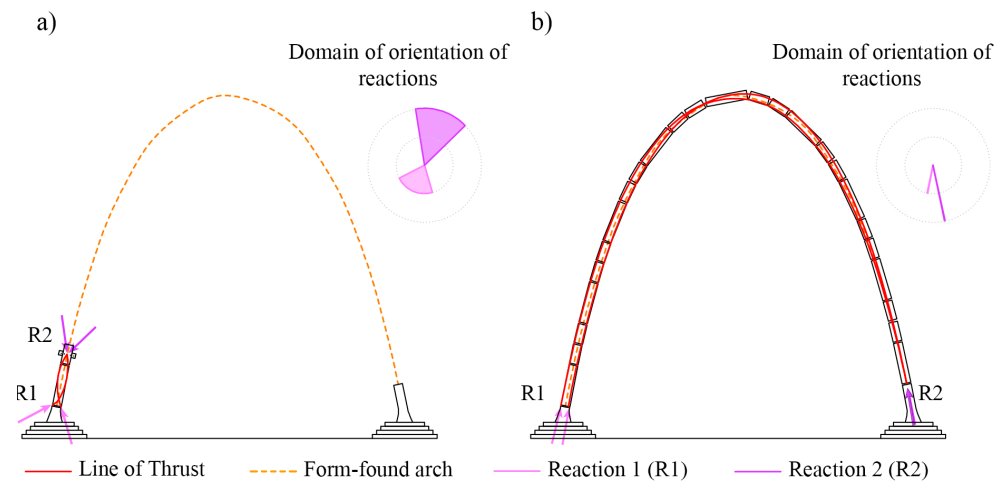 a)
Domain of orientation of
reactions
R2
R1
b)
Domain of orientation of
reactions
R1
R2
Line of Thrust
Form-found arch
Reaction 1 (R1)
Reaction 2 (R2)